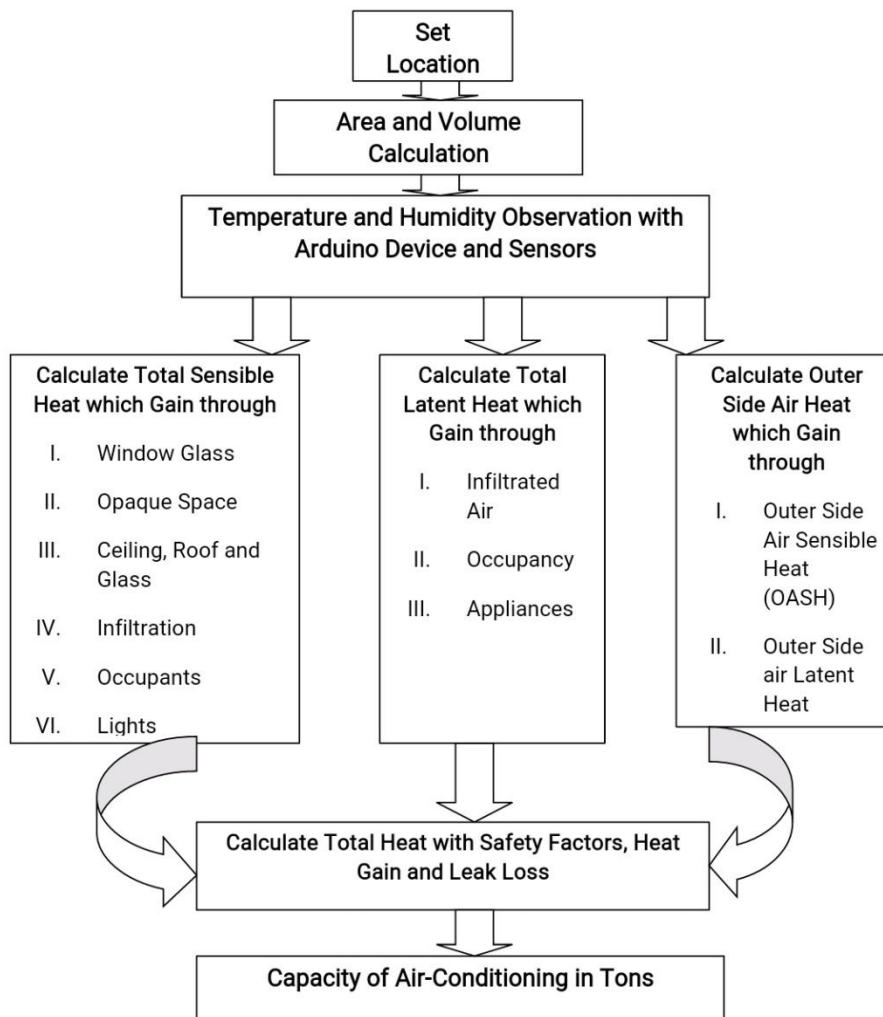 Set
Location
Area and Volume
Calculation
Temperature and Humidity Observation with
Arduino Device and Sensors
Calculate Total Sensible
Heat which Gain through
I. Window Glass
II. Opaque Space
III. Ceiling, Roof and
Glass
IV. Infiltration
V. Occupants
VI. Lights
Calculate Total
Latent Heat which
Gain through
I. Infiltrated
Air
II. Occupancy
III. Appliances
Calculate Outer
Side Air Heat
which Gain
through
I. Outer Side
Air Sensible
Heat
(OASH)
II. Outer Side
air Latent
Heat
Calculate Total Heat with Safety Factors, Heat
Gain and Leak Loss
Capacity of Air-Conditioning in Tons